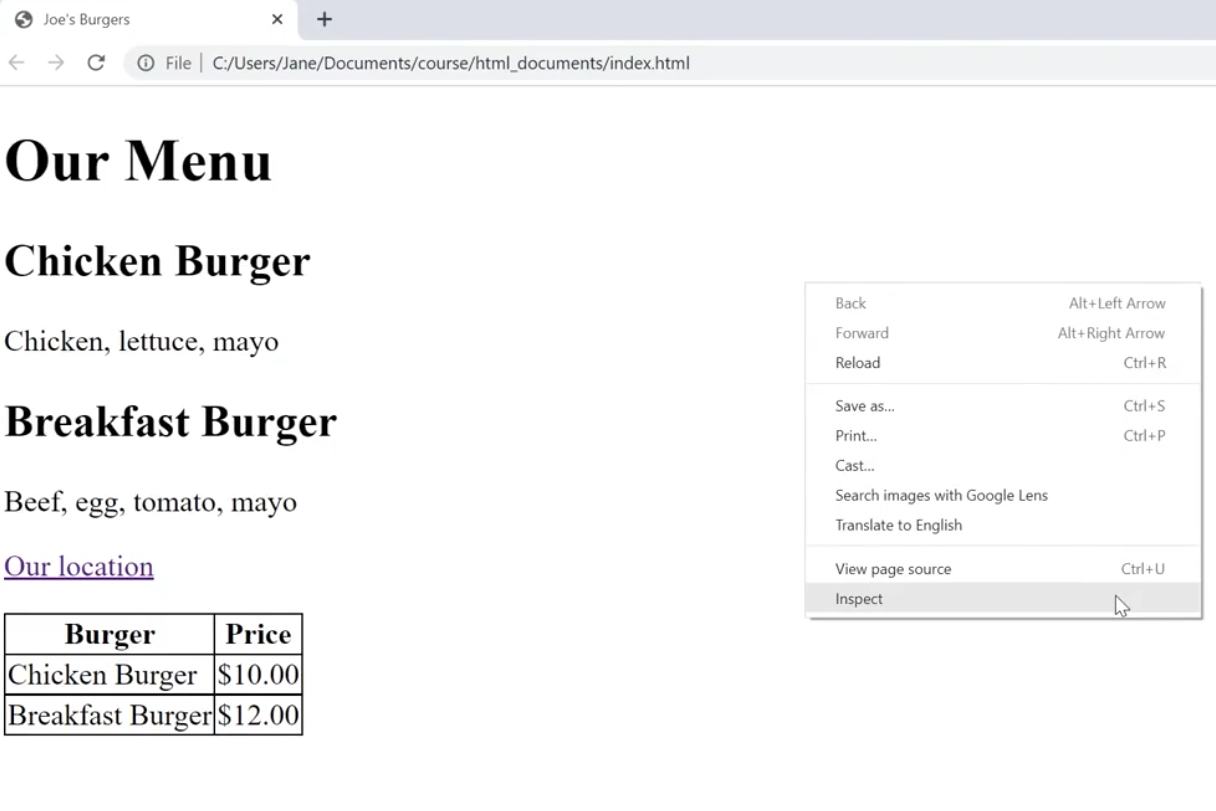 Joe's Burgers
File | C:/Users/Jane/Documents/course/html_documents/index.html
Our Menu
Chicken Burger
Chicken, lettuce, mayo
Breakfast Burger
Beef, egg, tomato, mayo
Our location
Burger Price
Chicken Burger $10.00
Breakfast Burger $12.00
Back Alt+Left Arrow
Forward Alt+Right Arrow
Reload Ctrl+R
Save as... Ctrl+S
Print... Ctrl+P
Cast...
Search images with Google Lens
Translate to English
View page source Ctrl+U
Inspect